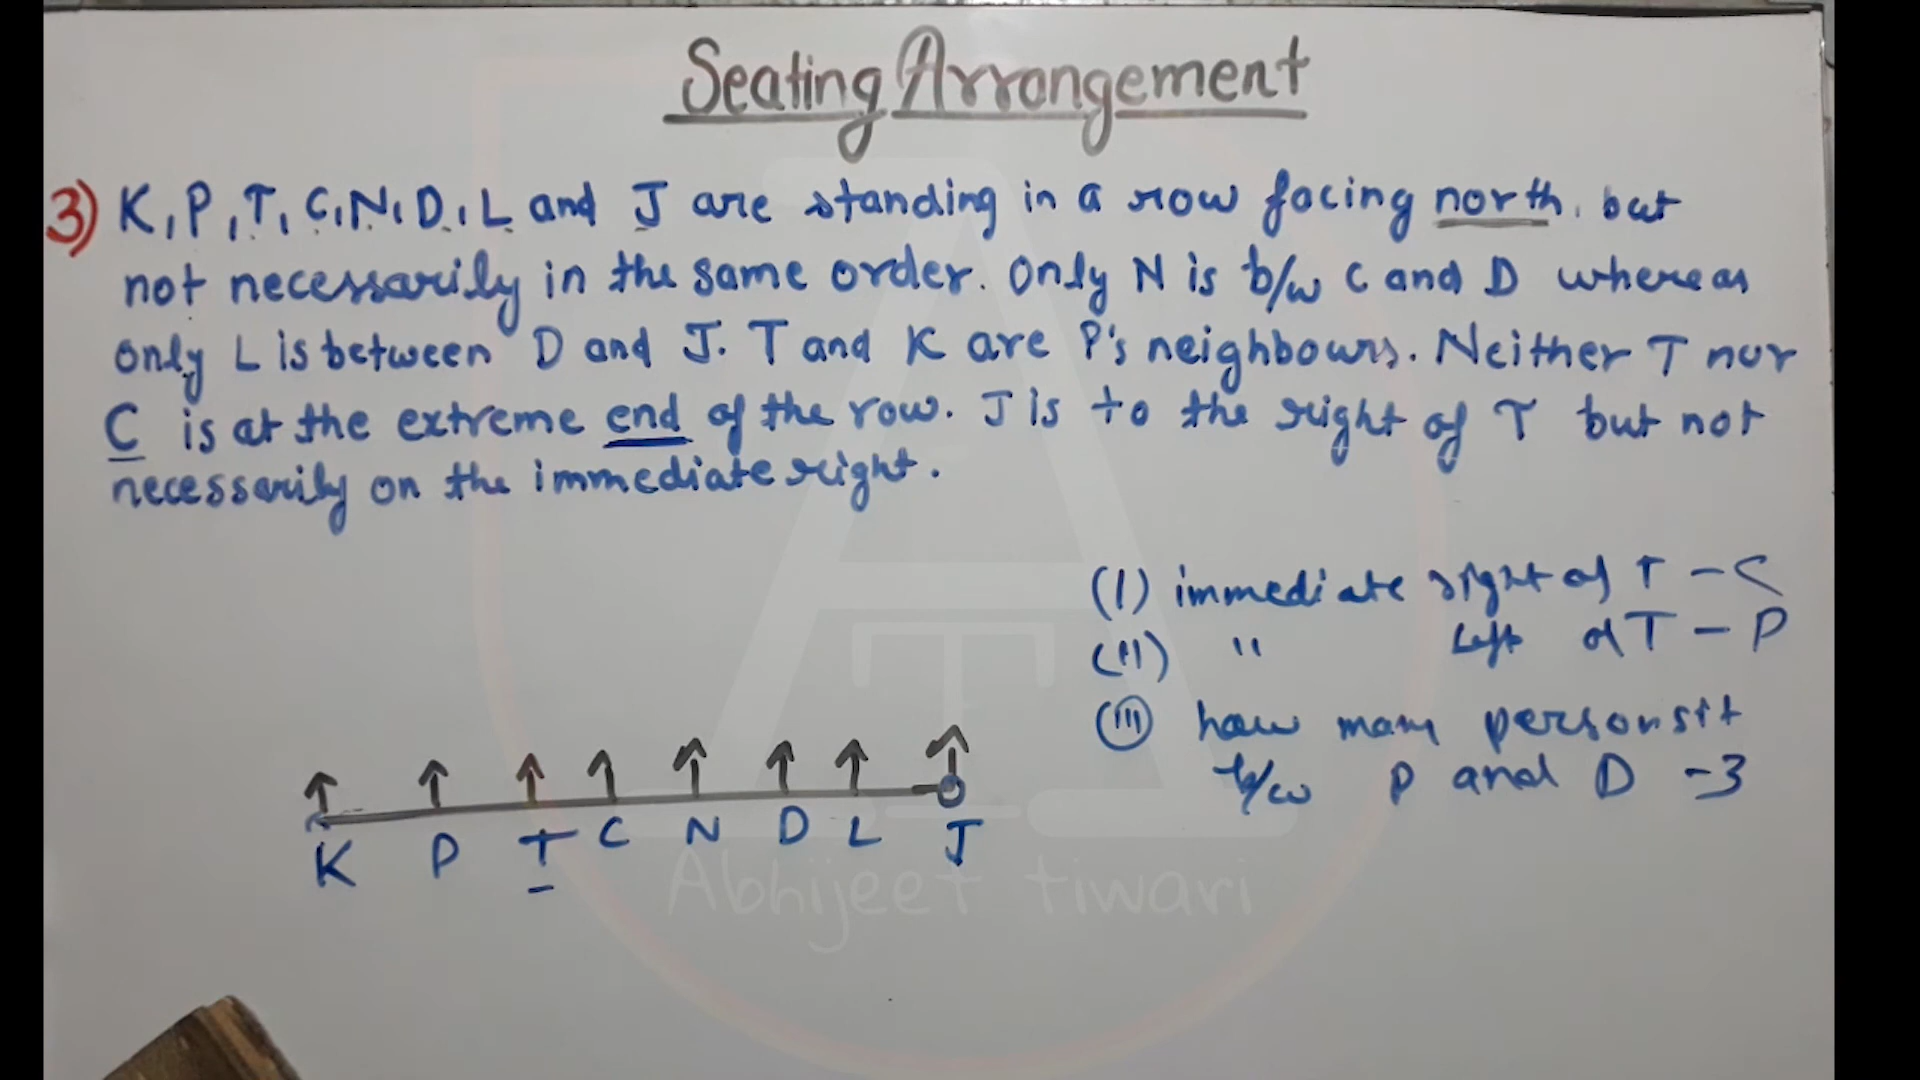 Seating Arrangement
3) K, P, T, C, N, D, L and J are standing in a row facing north, but
not necessarily in the same order. Only N is b/w C and D whereas
only L is between D and J. T and K are P's neighbours. Neither T nor
C is at the extreme end of the row. J is to the right of T but not
necessarily on the immediate right.
(I) immediate right of T - C
(II) " Left of T - P
(III) how many person sit
b/w P and D - 3
K P T C N D L J
Abhijeet tiwari